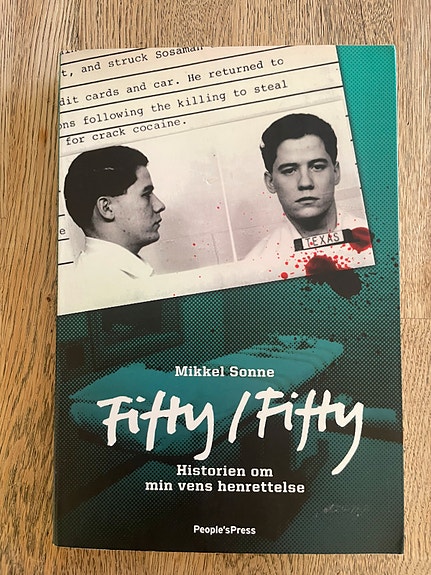 t, and struck Sosaman
dit cards and car. He returned to
ons following the killing to steal
for crack cocaine.
e
TEXAS
Mikkel Sonne
Fifty/Fifty
Historien om
min vens henrettelse
People'sPress